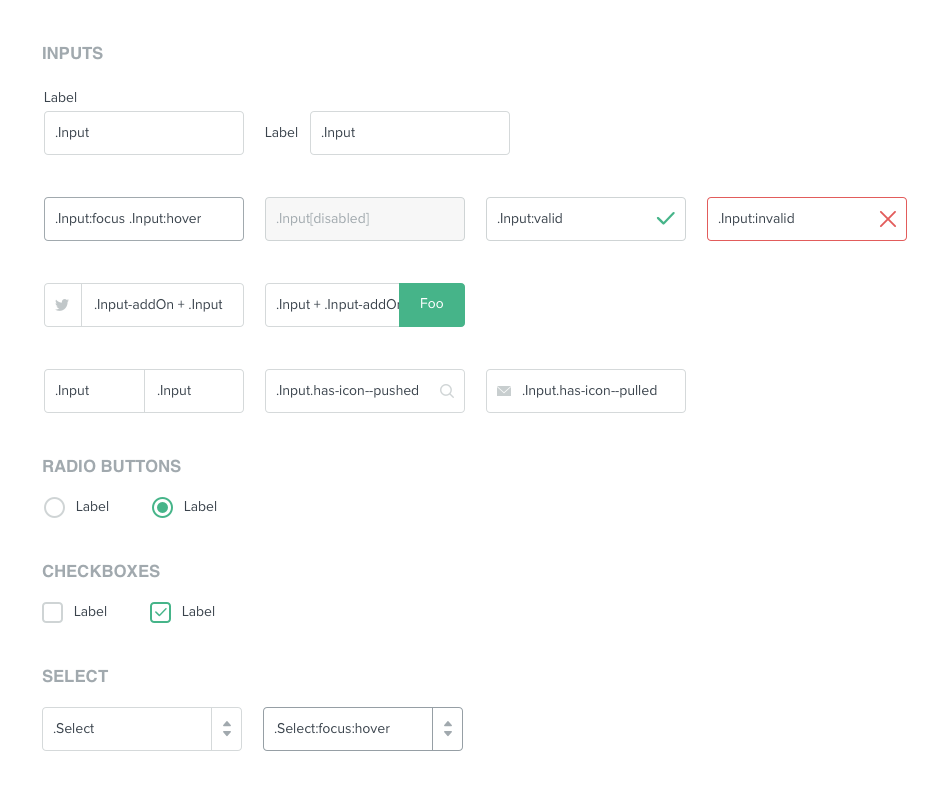 INPUTS
Label
.Input
Label
.Input
.Input:focus .Input:hover
.Input[disabled]
.Input:valid
.Input:invalid
.Input-addOn + .Input
.Input + .Input-addOn
Foo
.Input
.Input
.Input.has-icon--pushed
.Input.has-icon--pulled
RADIO BUTTONS
Label
Label
CHECKBOXES
Label
Label
SELECT
.Select
.Select:focus:hover